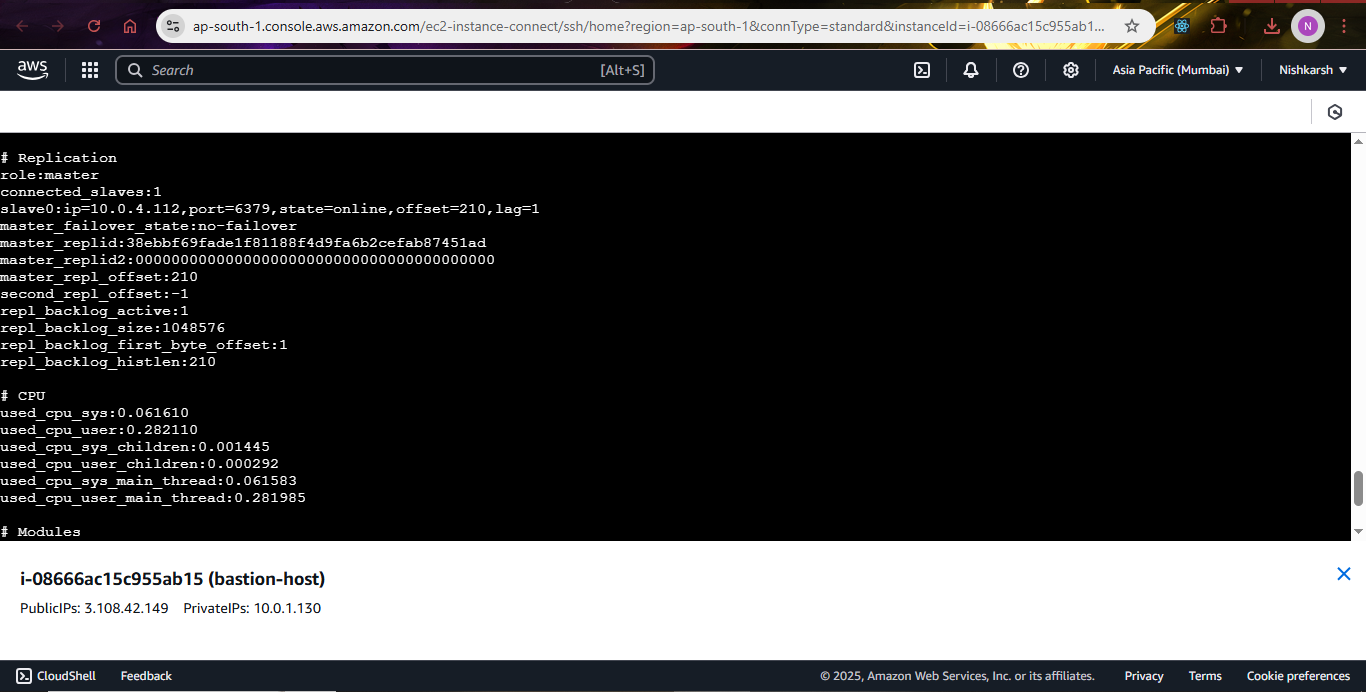 ap-south-1.console.aws.amazon.com/ec2-instance-connect/ssh/home?region=ap-south-1&connType=standard&instanceId=i-08666ac15c955ab1...
N
aws
Search
[Alt+S]
Asia Pacific (Mumbai)
Nishkarsh
# Replication
role:master
connected_slaves:1
slave0:ip=10.0.4.112,port=6379,state=online,offset=210,lag=1
master_failover_state:no-failover
master_replid:38ebbf69fade1f81188f4d9fa6b2cefab87451ad
master_replid2:0000000000000000000000000000000000000000
master_repl_offset:210
second_repl_offset:-1
repl_backlog_active:1
repl_backlog_size:1048576
repl_backlog_first_byte_offset:1
repl_backlog_histlen:210
# CPU
used_cpu_sys:0.061610
used_cpu_user:0.282110
used_cpu_sys_children:0.001445
used_cpu_user_children:0.000292
used_cpu_sys_main_thread:0.061583
used_cpu_user_main_thread:0.281985
# Modules
i-08666ac15c955ab15 (bastion-host)
PublicIPs: 3.108.42.149 PrivateIPs: 10.0.1.130
CloudShell Feedback © 2025, Amazon Web Services, Inc. or its affiliates. Privacy Terms Cookie preferences